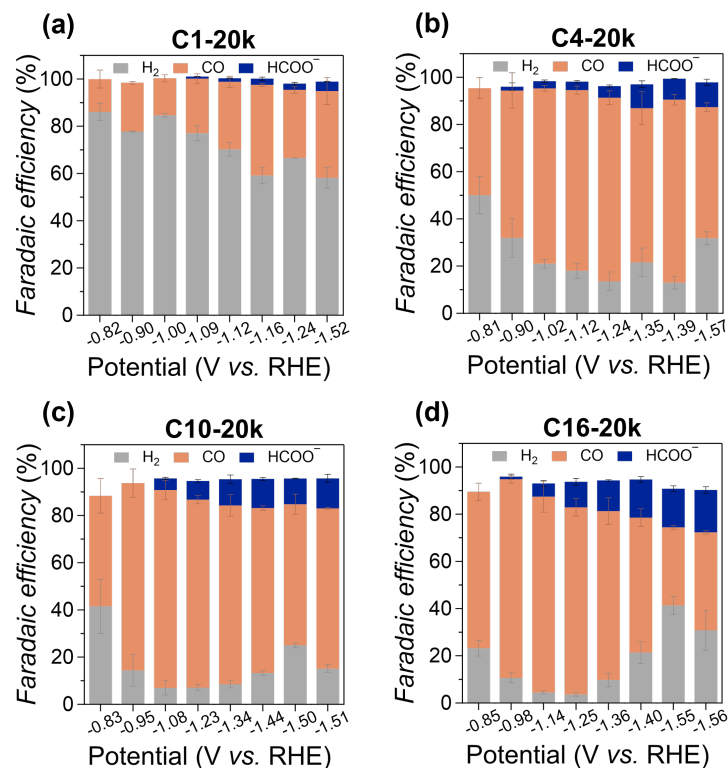 (a)
C1-20k
H₂ CO HCOO⁻
Faradaic efficiency (%)
120
100
80
60
40
20
0
-0.82 -0.90 -1.00 -1.09 -1.12 -1.16 -1.24 -1.52
Potential (V vs. RHE)
(b)
C4-20k
H₂ CO HCOO⁻
Faradaic efficiency (%)
120
100
80
60
40
20
0
-0.81 -0.90 -1.02 -1.12 -1.24 -1.35 -1.39 -1.57
Potential (V vs. RHE)
(c)
C10-20k
H₂ CO HCOO⁻
Faradaic efficiency (%)
120
100
80
60
40
20
0
-0.83 -0.95 -1.08 -1.23 -1.34 -1.44 -1.50 -1.51
Potential (V vs. RHE)
(d)
C16-20k
H₂ CO HCOO⁻
Faradaic efficiency (%)
120
100
80
60
40
20
0
-0.85 -0.98 -1.14 -1.25 -1.36 -1.40 -1.55 -1.56
Potential (V vs. RHE)